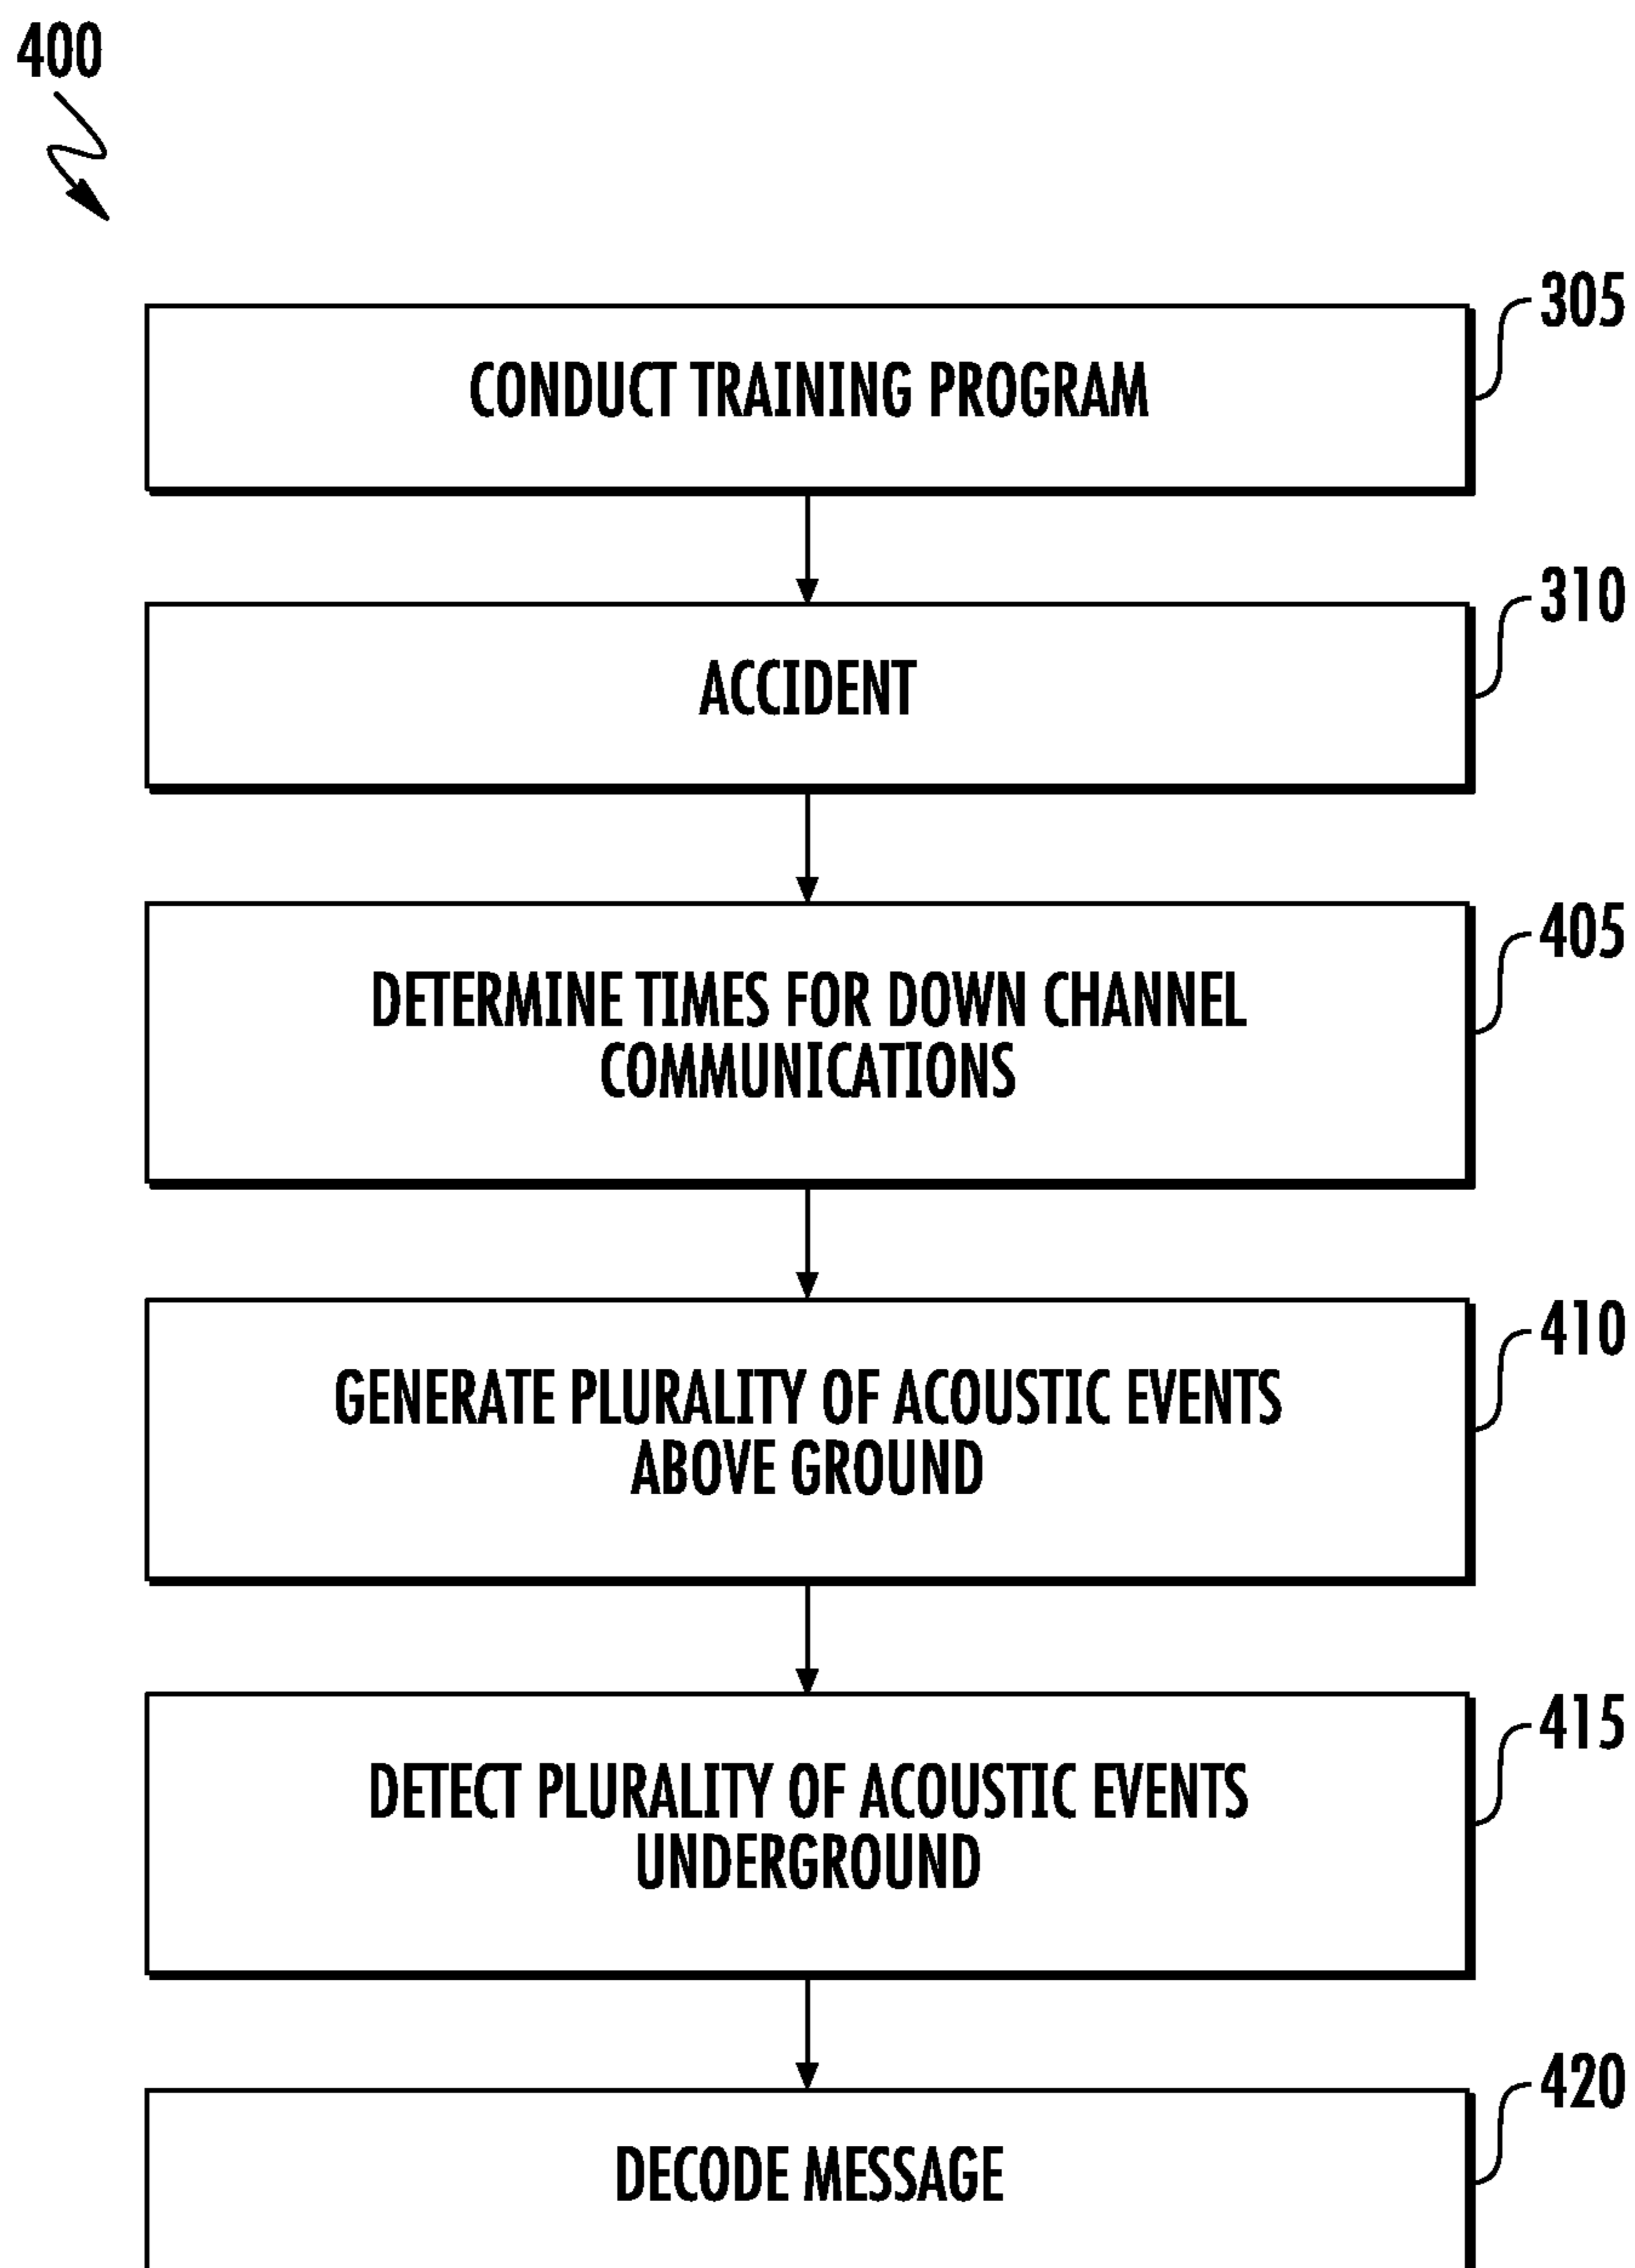 400
305
CONDUCT TRAINING PROGRAM
310
ACCIDENT
405
DETERMINE TIMES FOR DOWN CHANNEL
COMMUNICATIONS
410
GENERATE PLURALITY OF ACOUSTIC EVENTS
ABOVE GROUND
415
DETECT PLURALITY OF ACOUSTIC EVENTS
UNDERGROUND
420
DECODE MESSAGE